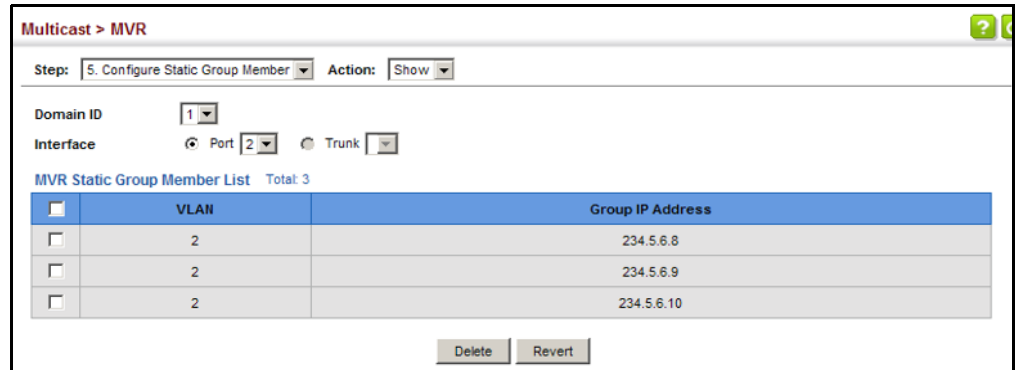 Multicast > MVR
?
Step: 5. Configure Static Group Member Action: Show
Domain ID 1
Interface Port 2 Trunk
MVR Static Group Member List Total: 3
VLAN Group IP Address
2 234.5.6.8
2 234.5.6.9
2 234.5.6.10
Delete Revert